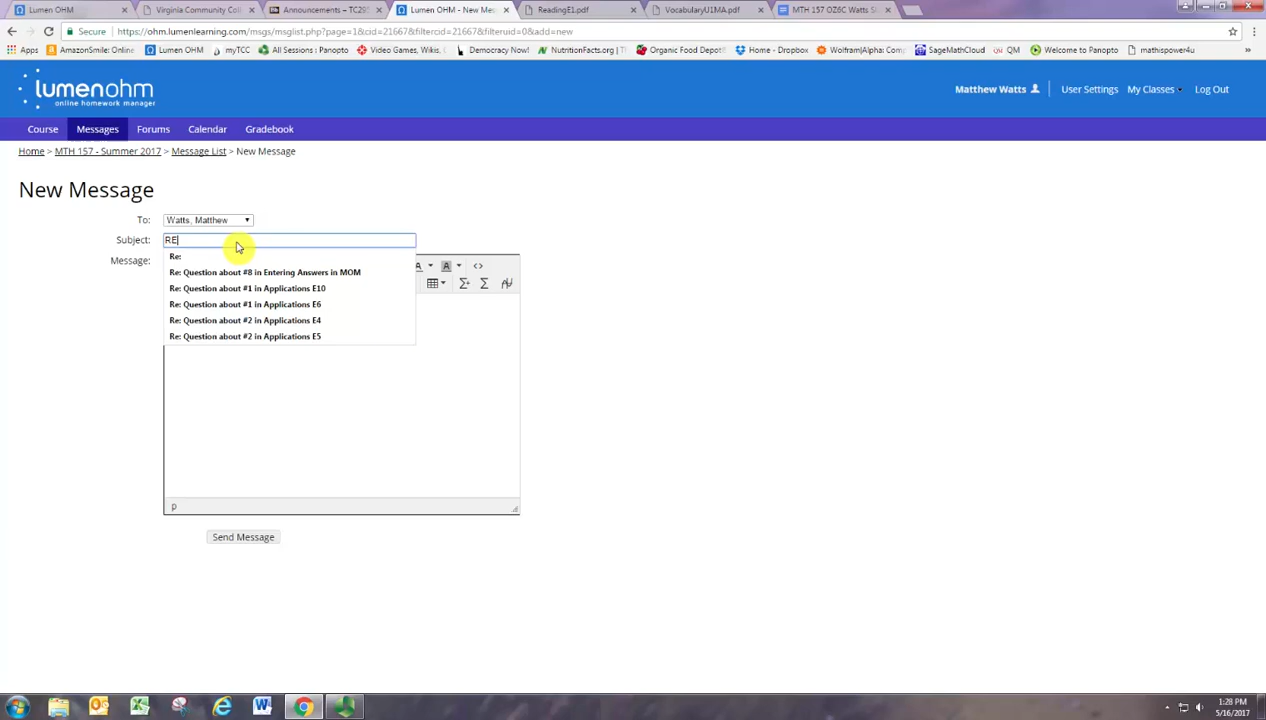 Lumen OHM
Virginia Community Coll
Announcements – TC295
Lumen OHM - New Mes
ReadingE1.pdf
VocabularyU1MA.pdf
MTH 157 OZ6C Watts S
Secure
https://ohm.lumenlearning.com/msgs/msglist.php?page=1&cid=21667&filtercid=21667&filteruid=0&add=new
Apps
AmazonSmile: Online
Lumen OHM
myTCC
All Sessions : Panopto
Video Games, Wikis,
Democracy Now!
NutritionFacts.org | T
Organic Food Depot
Home - Dropbox
Wolfram|Alpha: Comp
SageMathCloud
QM
Welcome to Panopto
mathispower4u
»
lumenohm
online homework manager
Matthew Watts
User Settings
My Classes
Log Out
Course
Messages
Forums
Calendar
Gradebook
Home > MTH 157 - Summer 2017 > Message List > New Message
New Message
To:
Watts, Matthew
Subject:
RE
Message:
Re:
Re: Question about #8 in Entering Answers in MOM
Re: Question about #1 in Applications E10
Re: Question about #1 in Applications E6
Re: Question about #2 in Applications E4
Re: Question about #2 in Applications E5
A
A
<>
Σ+
Σ
p
Send Message
1:28 PM
5/16/2017